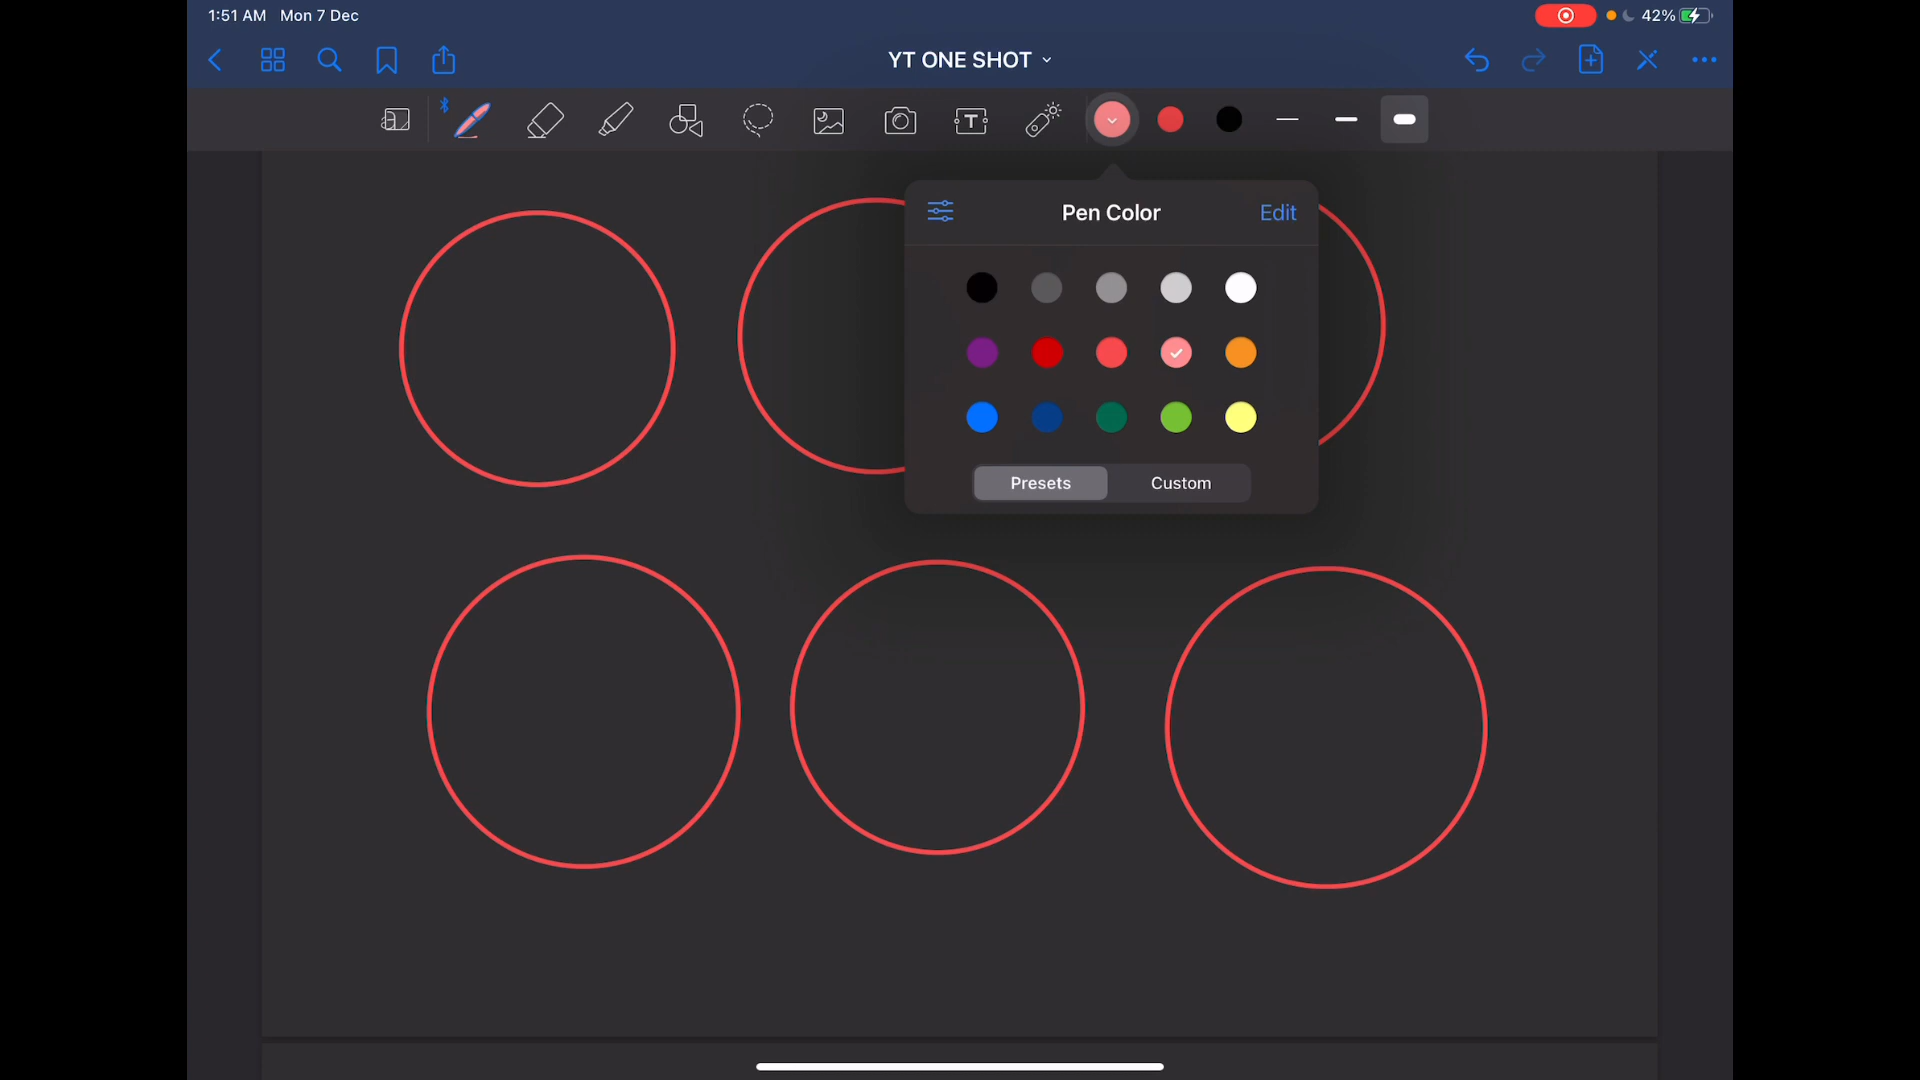 1:51 AM Mon 7 Dec
42%
YT ONE SHOT
T
Pen Color
Edit
Presets
Custom